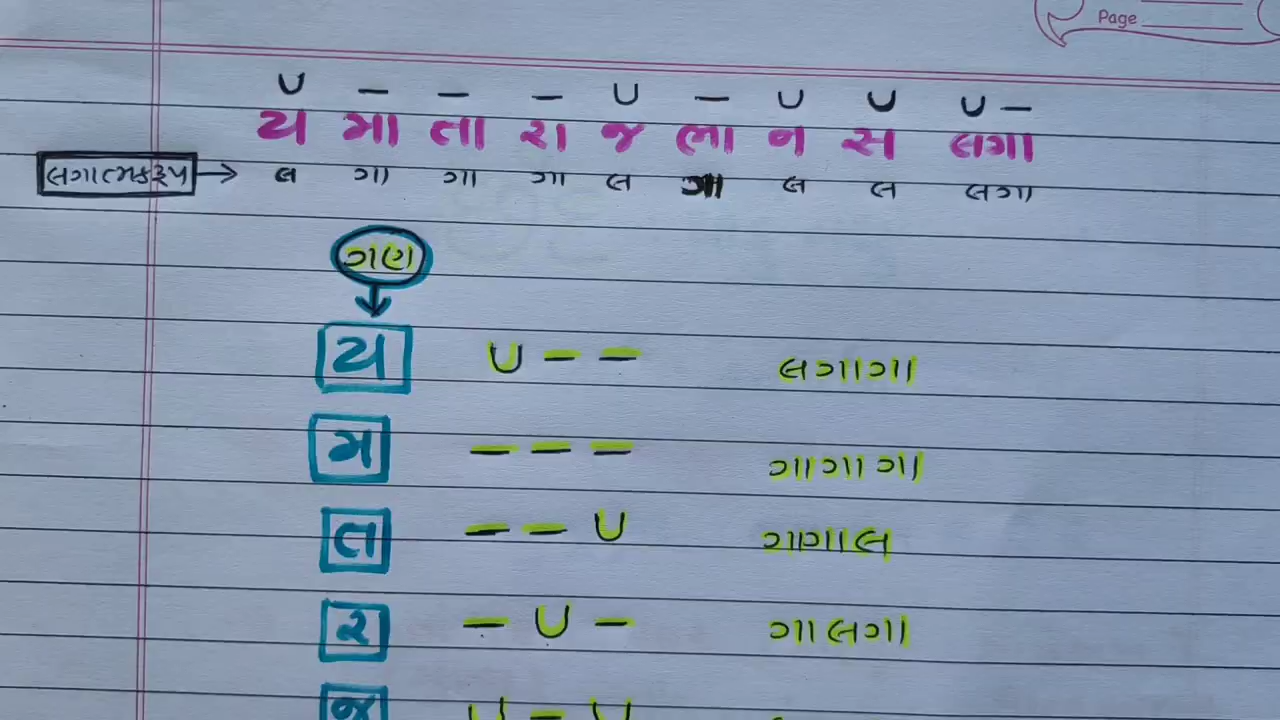 Page
U – – – U – U U U –
ય મા તા રા જ લા ન સ લગા
લગાત્મકરૂપ → લ ગા ગા ગા લ ગા લ લ લગા
ગણ
ય U – – લગાગા
મ – – – ગાગાગા
ત – – U ગાગાલ
ર – U – ગાલગા
જ U – U